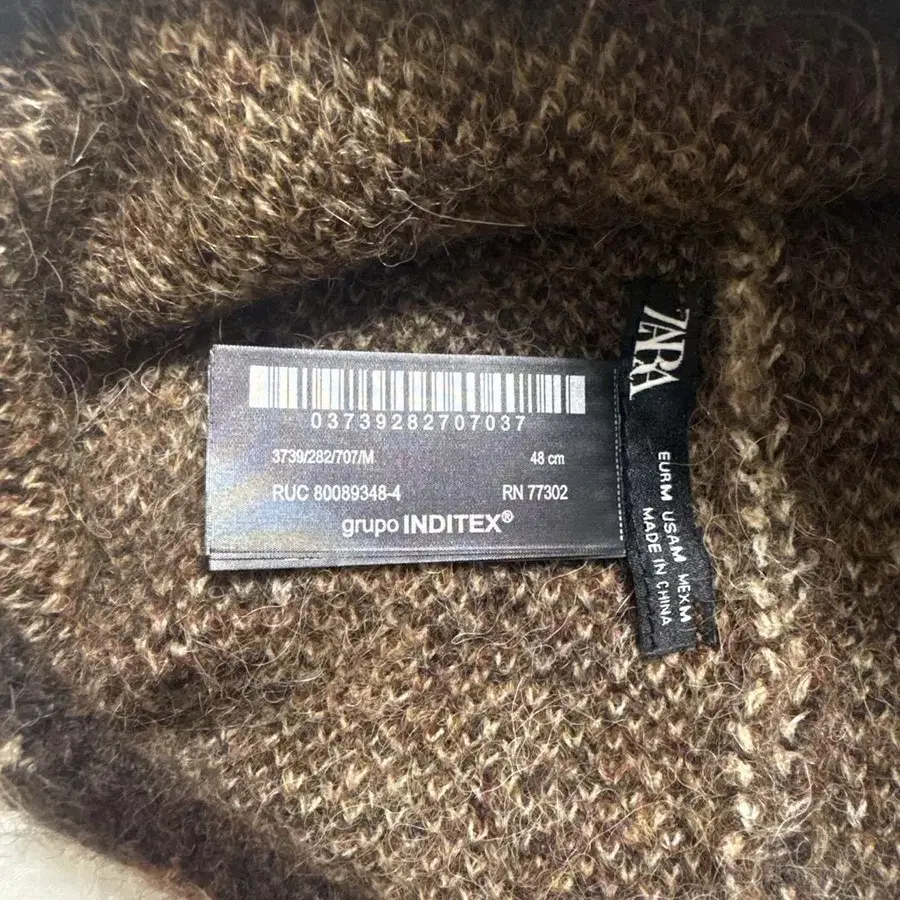 03739282707037
3739/282/707/M 48 cm
RUC 80089348-4 RN 77302
grupo INDITEX®
ZARA
EUR M USA M MEX M
MADE IN CHINA